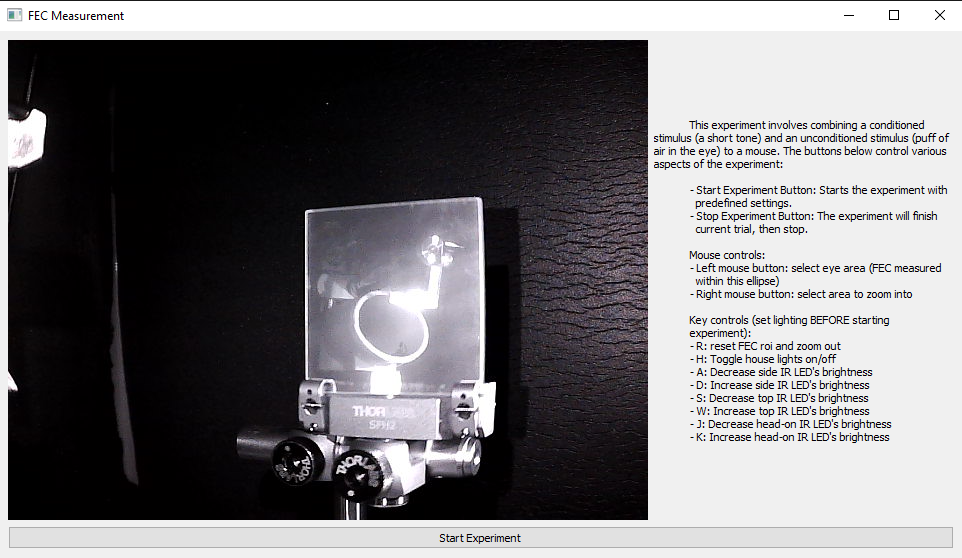 FEC Measurement
This experiment involves combining a conditioned
stimulus (a short tone) and an unconditioned stimulus (puff of
air in the eye) to a mouse. The buttons below control various
aspects of the experiment:
- Start Experiment Button: Starts the experiment with
predefined settings.
- Stop Experiment Button: The experiment will finish
current trial, then stop.
Mouse controls:
- Left mouse button: select eye area (FEC measured
within this ellipse)
- Right mouse button: select area to zoom into
Key controls (set lighting BEFORE starting
experiment):
- R: reset FEC roi and zoom out
- H: Toggle house lights on/off
- A: Decrease side IR LED's brightness
- D: Increase side IR LED's brightness
- S: Decrease top IR LED's brightness
- W: Increase top IR LED's brightness
- J: Decrease head-on IR LED's brightness
- K: Increase head-on IR LED's brightness
THORLABS
Start Experiment